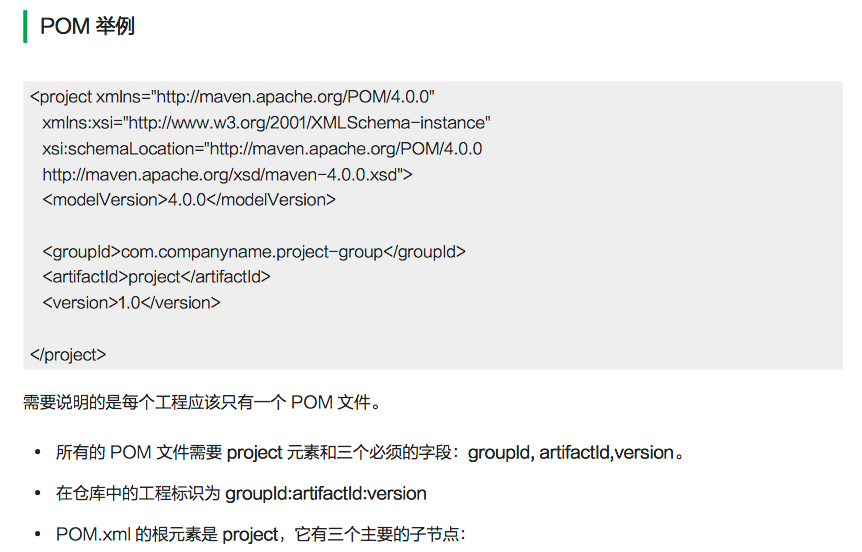 POM 举例
<project xmlns="http://maven.apache.org/POM/4.0.0"
xmlns:xsi="http://www.w3.org/2001/XMLSchema-instance"
xsi:schemaLocation="http://maven.apache.org/POM/4.0.0
http://maven.apache.org/xsd/maven-4.0.0.xsd">
<modelVersion>4.0.0</modelVersion>
<groupId>com.companyname.project-group</groupId>
<artifactId>project</artifactId>
<version>1.0</version>
</project>
需要说明的是每个工程应该只有一个 POM 文件。
• 所有的 POM 文件需要 project 元素和三个必须的字段：groupId, artifactId,version。
• 在仓库中的工程标识为 groupId:artifactId:version
• POM.xml 的根元素是 project，它有三个主要的子节点：